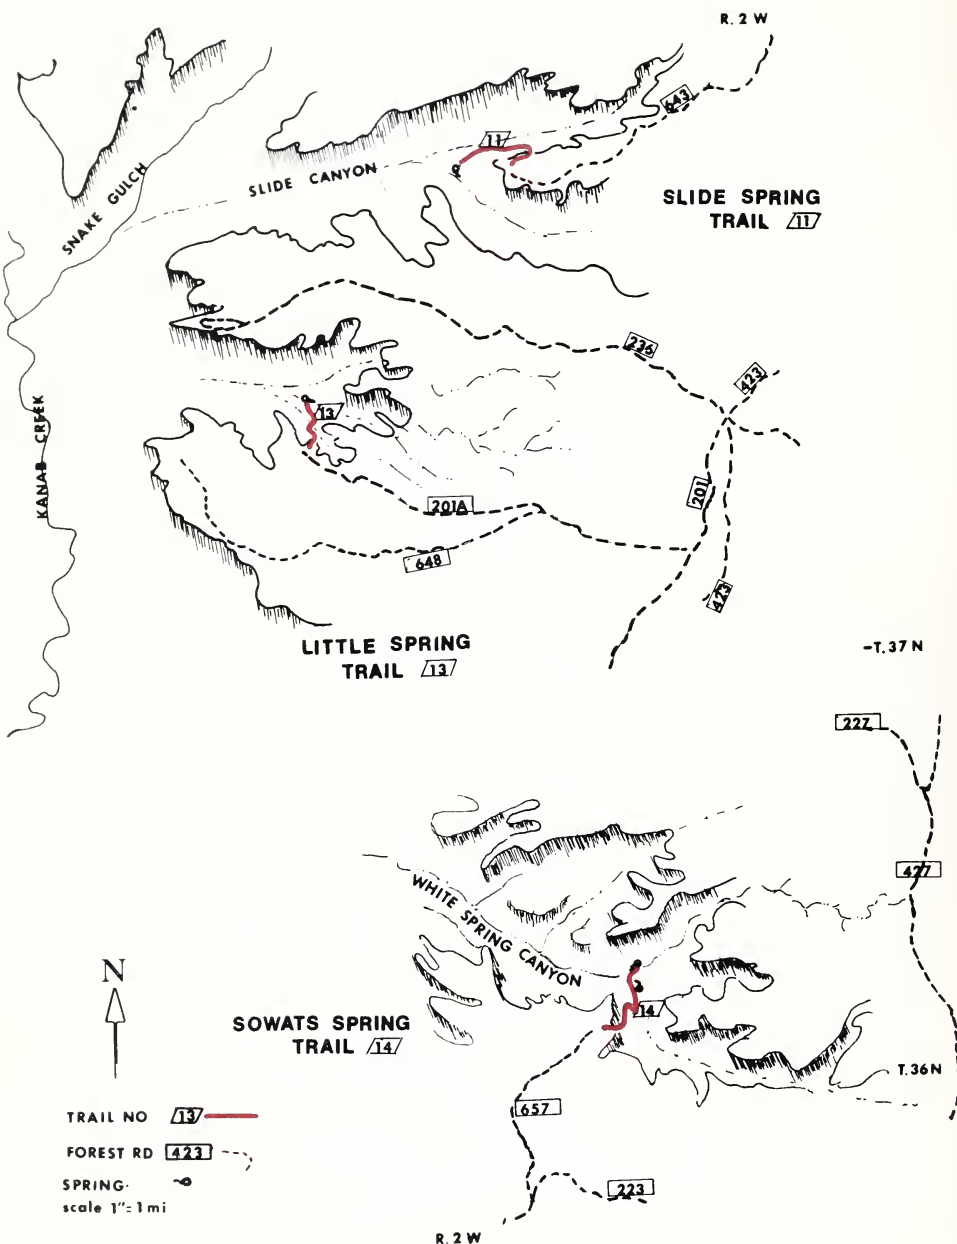 R. 2 W
643
11
SLIDE CANYON
SNAKE GULCH
SLIDE SPRING
TRAIL 11
236
423
13
KANAB CREEK
201
201A
648
423
LITTLE SPRING
TRAIL 13
-T. 37 N
227
427
WHITE SPRING CANYON
N
14
SOWATS SPRING
TRAIL 14
T. 36 N
657
TRAIL NO 13
FOREST RD 423
SPRING
scale 1"= 1 mi
223
R. 2 W